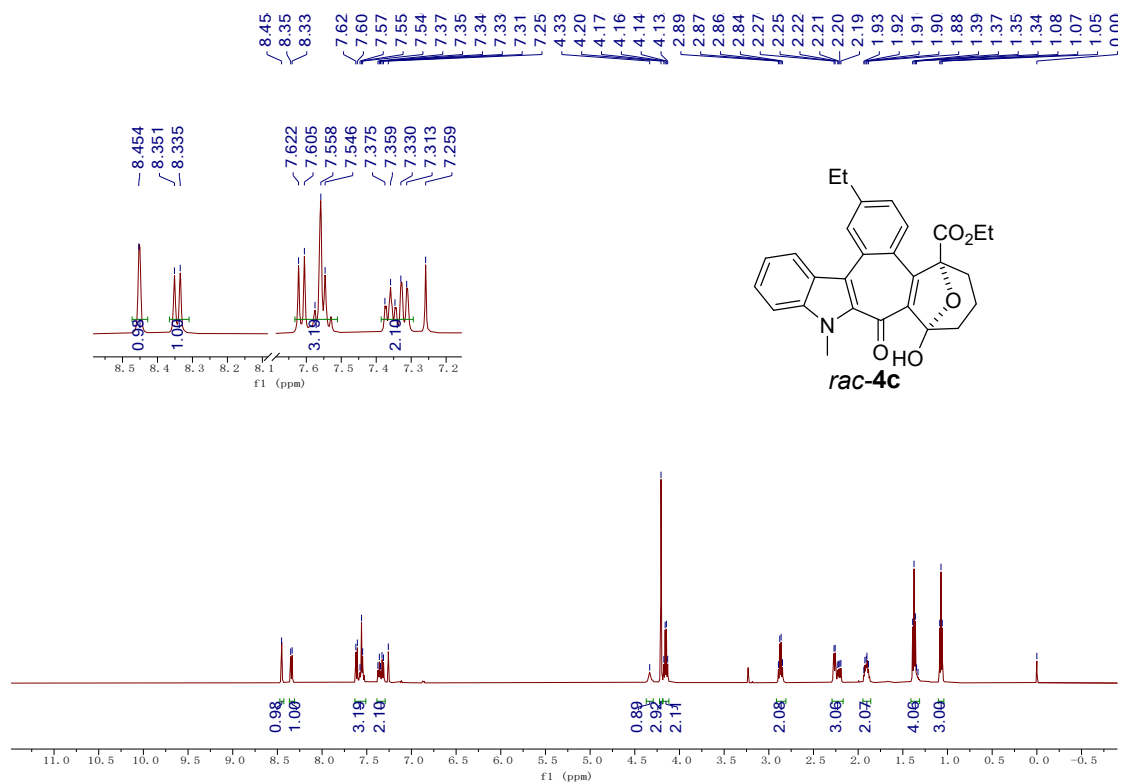 8.45 8.35 8.33 7.62 7.60 7.57 7.55 7.54 7.37 7.35 7.34 7.33 7.31 7.25 4.33 4.20 4.17 4.16 4.14 4.13 2.89 2.87 2.86 2.84 2.27 2.25 2.22 2.21 2.20 2.19 1.93 1.92 1.91 1.90 1.88 1.39 1.37 1.35 1.34 1.08 1.07 1.05 0.00
8.454 8.351 8.335 7.622 7.605 7.558 7.546 7.375 7.359 7.330 7.313 7.259
Et
CO₂Et
O
N
O
HO
rac-4c
0.98 1.00 3.19 2.10
8.5 8.4 8.3 8.2 8.1 7.6 7.5 7.4 7.3 7.2
f1 (ppm)
0.98 1.00 3.19 2.10 0.89 2.92 2.11 2.08 3.06 2.07 4.06 3.00
11.0 10.5 10.0 9.5 9.0 8.5 8.0 7.5 7.0 6.5 6.0 5.5 5.0 4.5 4.0 3.5 3.0 2.5 2.0 1.5 1.0 0.5 0.0 -0.5
f1 (ppm)